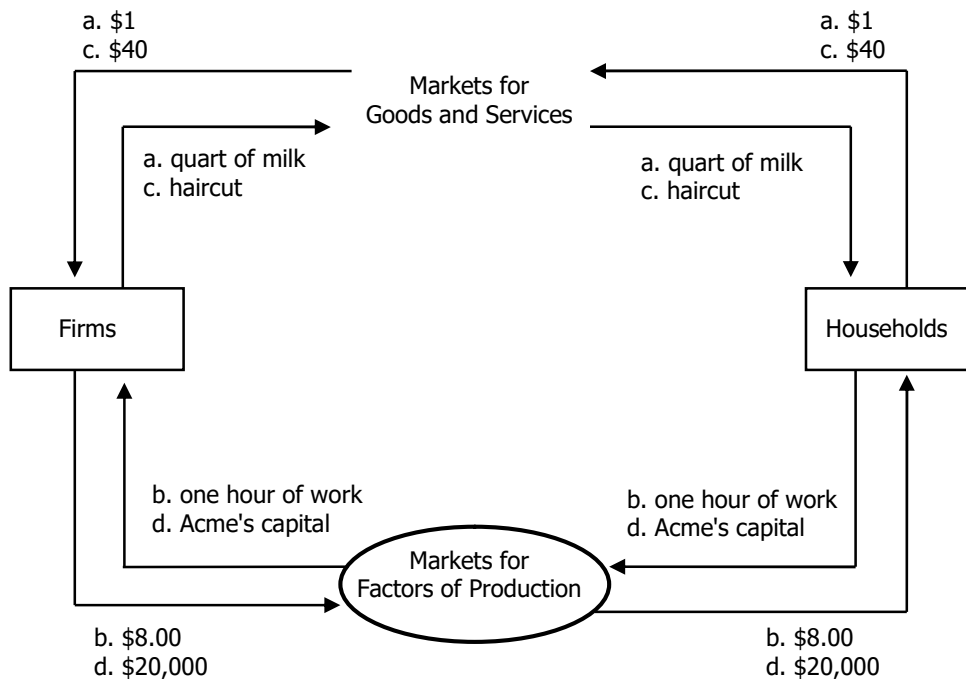 a. $1
c. $40
a. $1
c. $40
Markets for
Goods and Services
a. quart of milk
c. haircut
a. quart of milk
c. haircut
Firms
Households
b. one hour of work
d. Acme's capital
b. one hour of work
d. Acme's capital
Markets for
Factors of Production
b. $8.00
d. $20,000
b. $8.00
d. $20,000